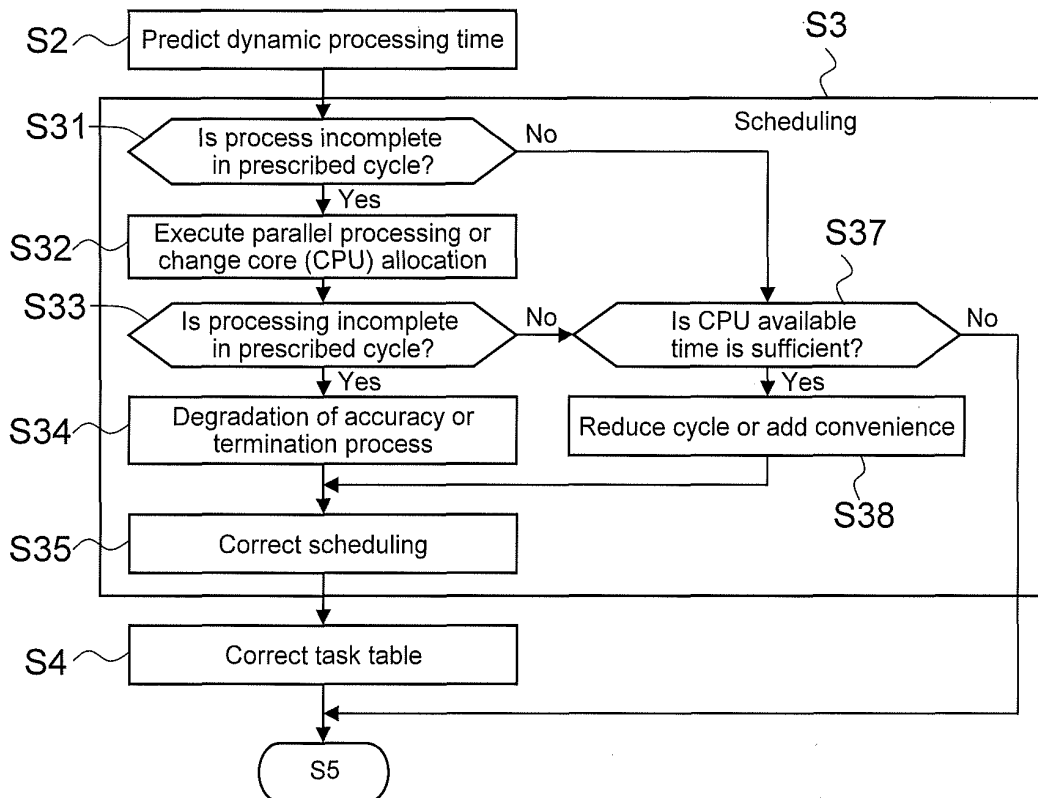 S2
Predict dynamic processing time
S3
Scheduling
S31
Is process incomplete
in prescribed cycle?
No
Yes
S32
Execute parallel processing or
change core (CPU) allocation
S37
S33
Is processing incomplete
in prescribed cycle?
No
Is CPU available
time is sufficient?
No
Yes
Yes
S34
Degradation of accuracy or
termination process
Reduce cycle or add convenience
S38
S35
Correct scheduling
S4
Correct task table
S5